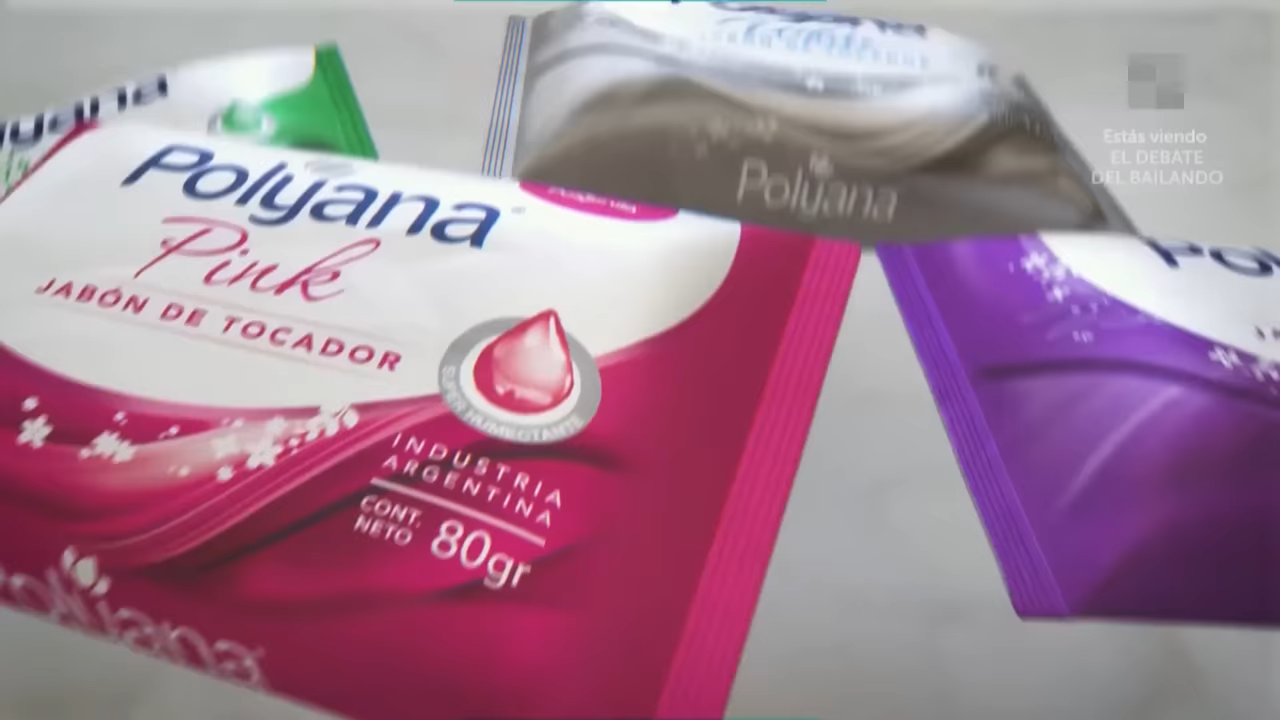 Estás viendo
EL DEBATE
DEL BAILANDO
Polyana
Polyana
Pink
JABÓN DE TOCADOR
SUPER HUMECTANTE
INDUSTRIA
ARGENTINA
CONT.
NETO
80gr
Polyana